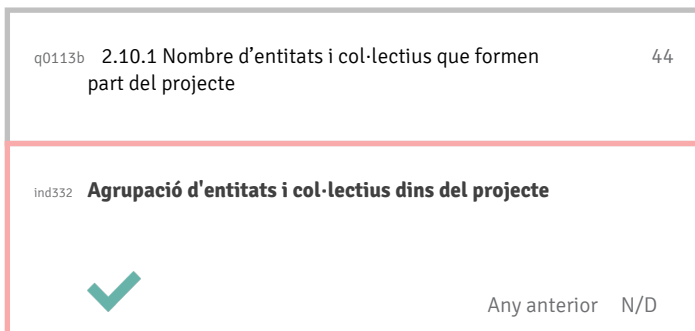 q0113b 2.10.1 Nombre d’entitats i col·lectius que formen 44
part del projecte
ind332 Agrupació d'entitats i col·lectius dins del projecte
Any anterior N/D